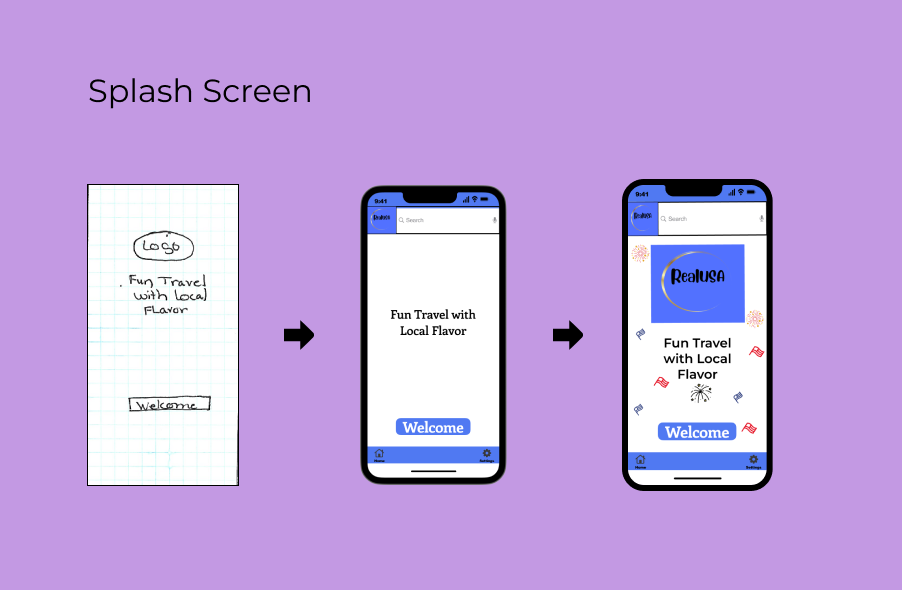 Splash Screen
Logo
Fun Travel
with Local
Flavor
Welcome
9:41
RealUSA
Search
Fun Travel with
Local Flavor
Welcome
Home
Settings
9:41
RealUSA
Search
RealUSA
Fun Travel
with Local
Flavor
Welcome
Home
Settings